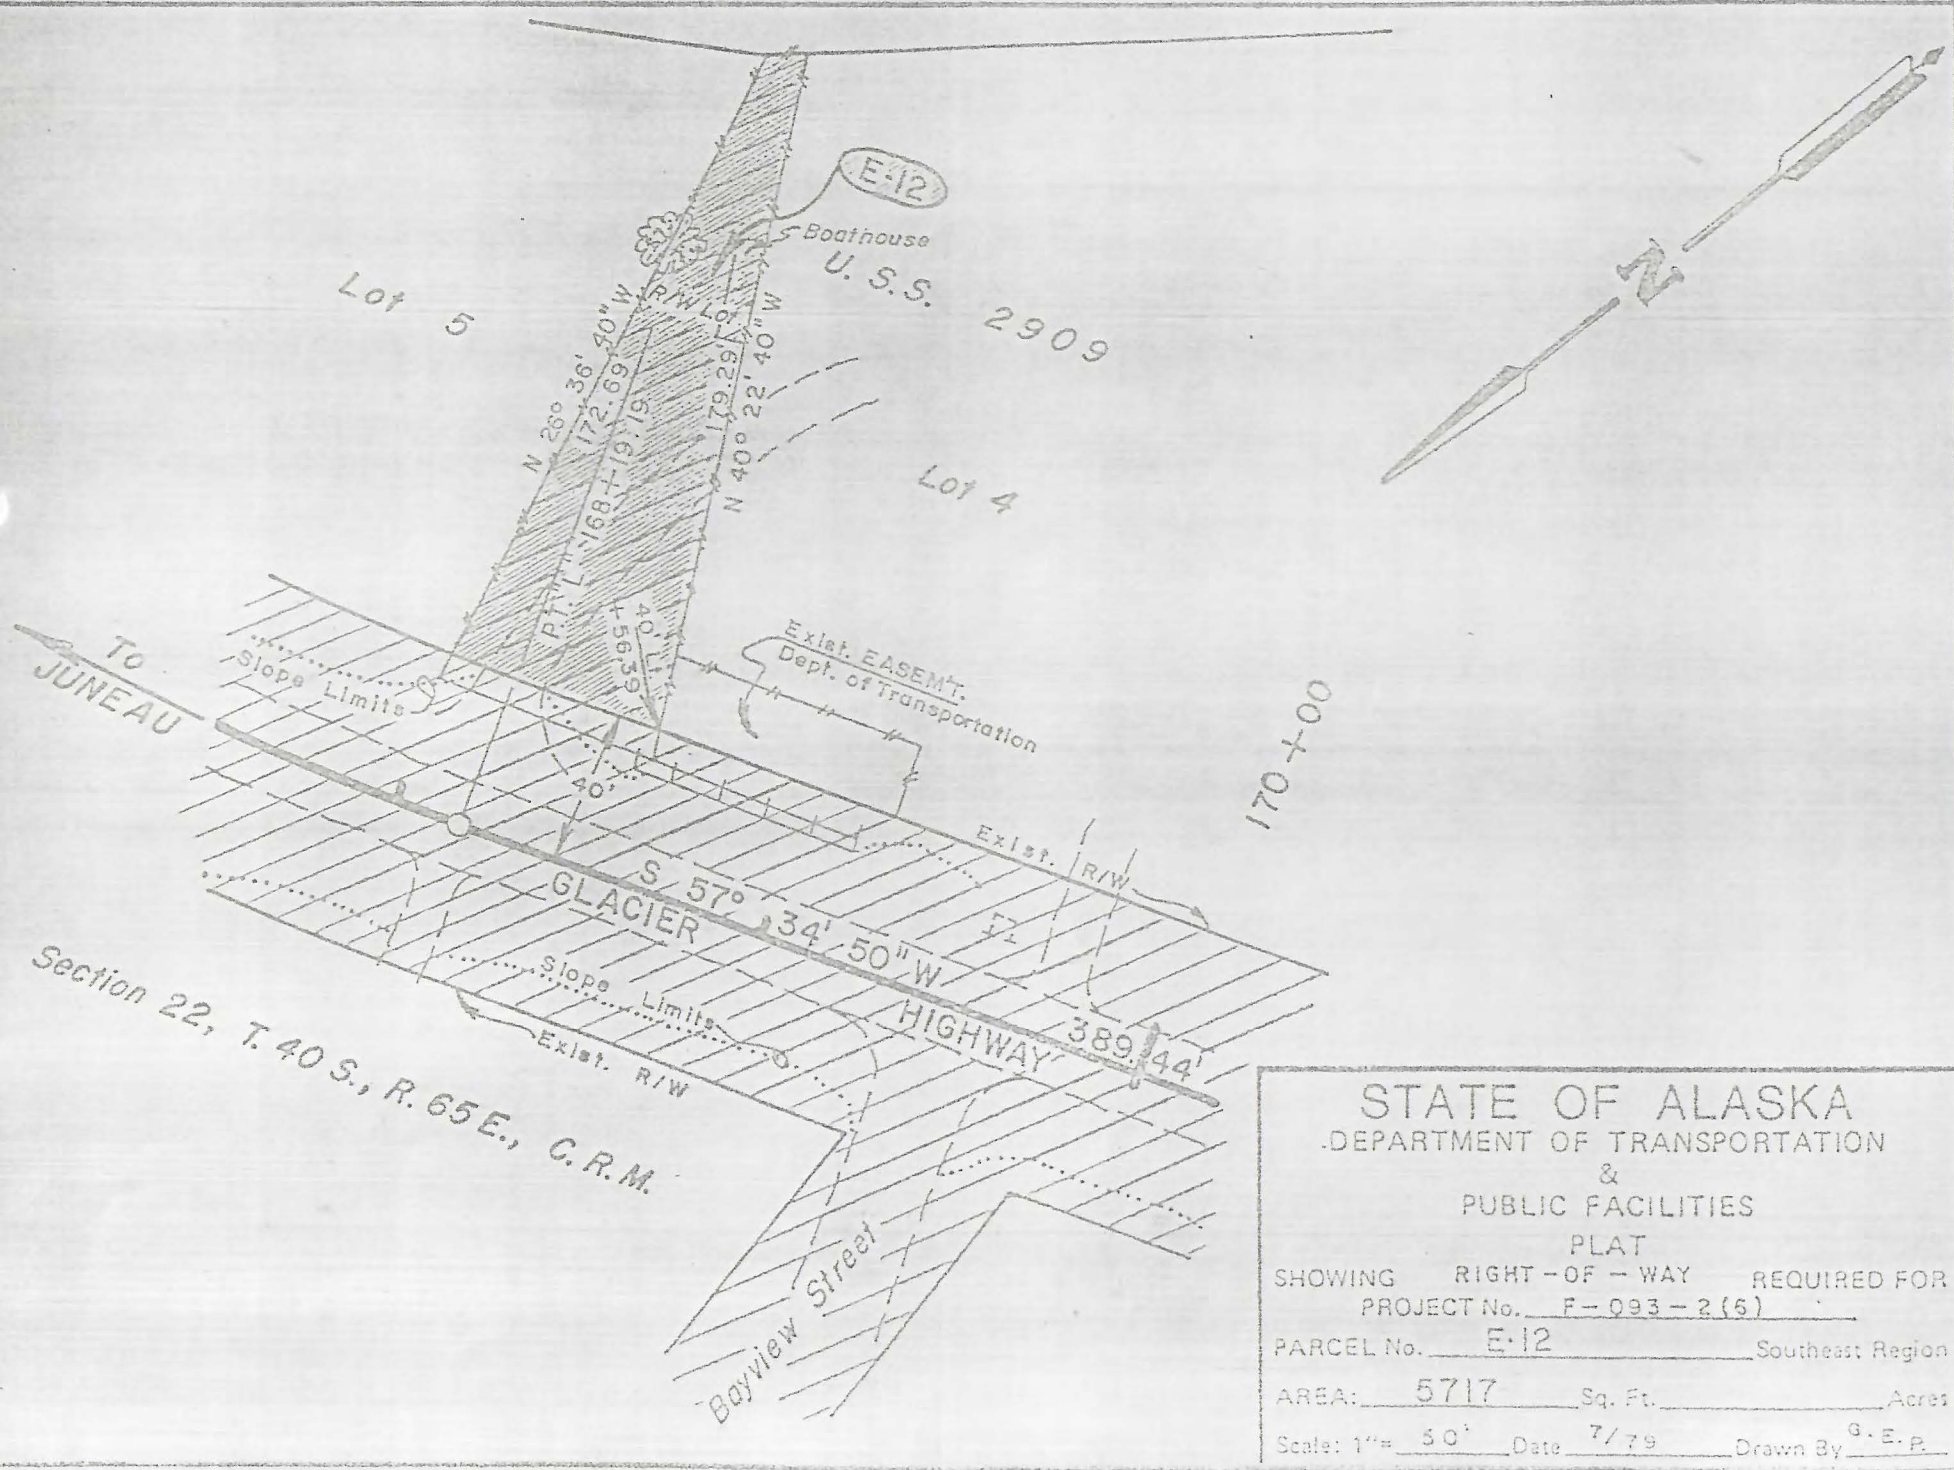 E-12
Boathouse
U. S. S. 2909
Lot 5
R/W Lot
N 26° 36' 40" W
172.69
P.T. "L" 168+19.19
179.29'
N 40° 22' 40" W
Lot 4
N
40'
+56.39
Exist. EASEM'T.
Dept. of Transportation
To
JUNEAU
Slope Limits
40'
170+00
Exist. R/W
S 57° 34' 50" W
389.44'
GLACIER HIGHWAY
Slope Limits
Exist. R/W
Section 22, T. 40 S., R. 65 E., C. R. M.
Bayview Street
STATE OF ALASKA
DEPARTMENT OF TRANSPORTATION
&
PUBLIC FACILITIES
PLAT
SHOWING RIGHT-OF-WAY REQUIRED FOR
PROJECT No. F-093-2(6)
PARCEL No. E-12 Southeast Region
AREA: 5717 Sq. Ft. Acres
Scale: 1"= 50' Date 7/79 Drawn By G.E.P.